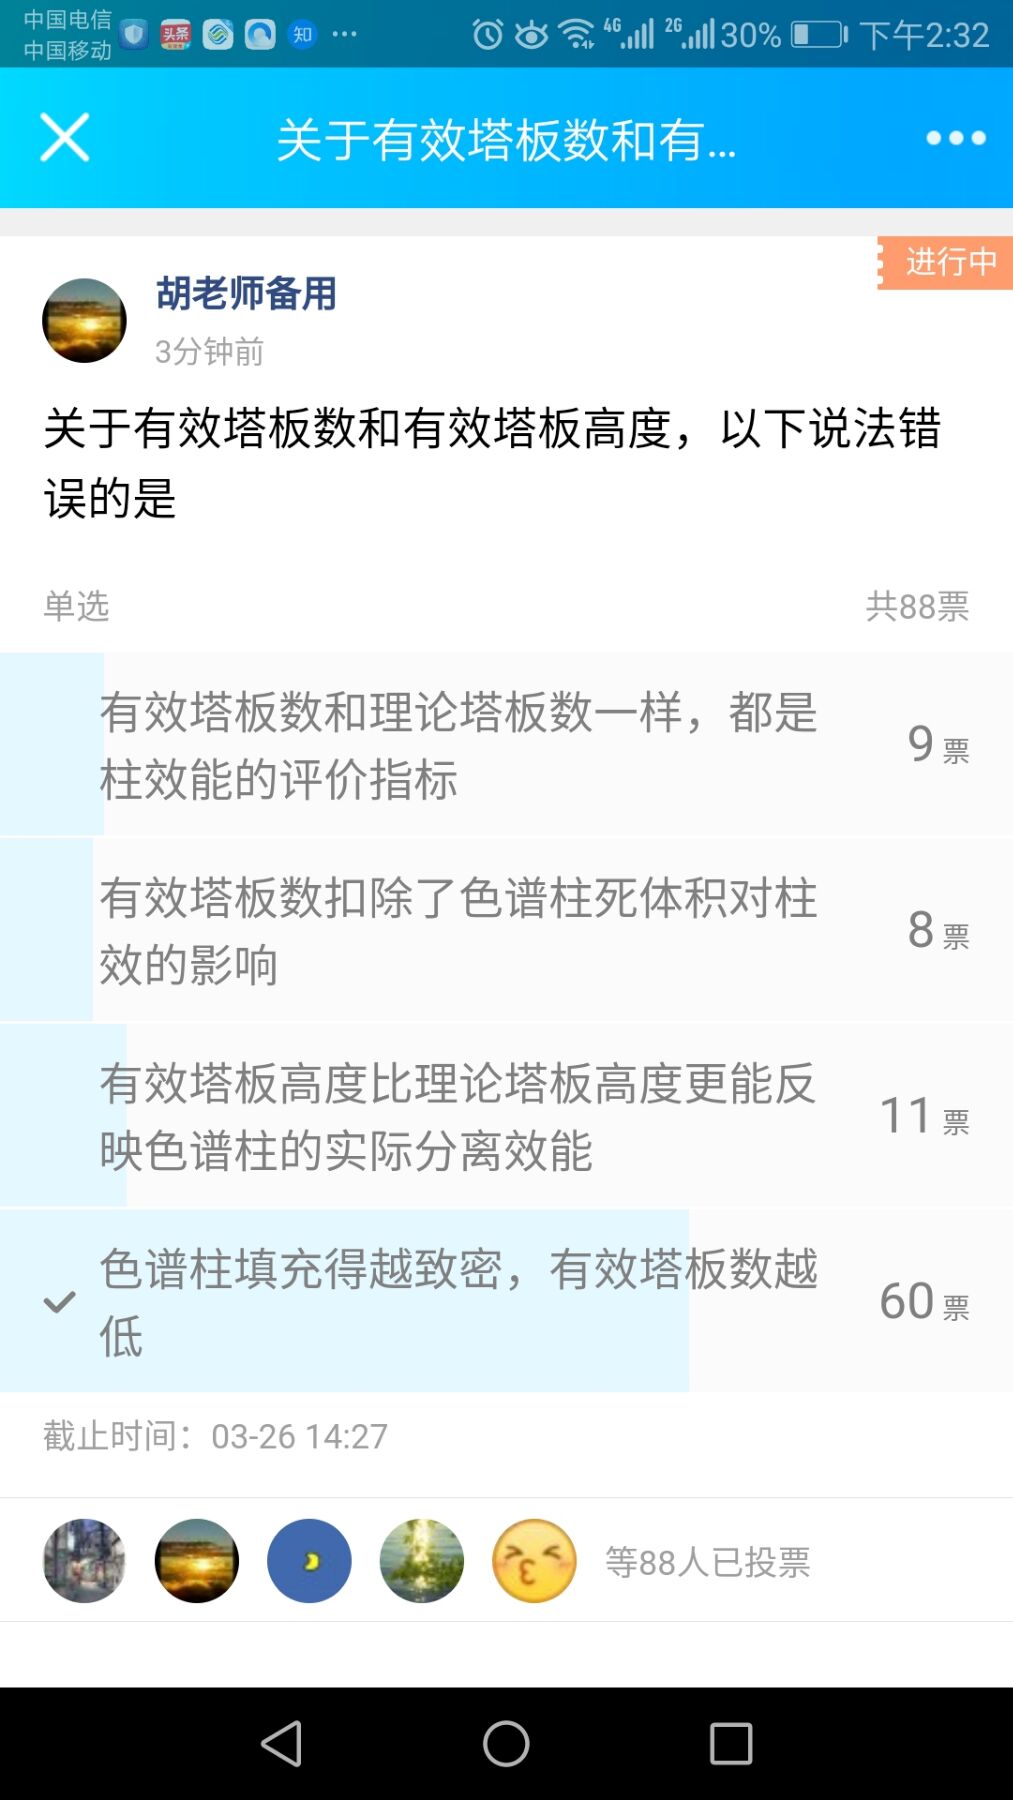 中国电信
中国移动
头条
知
4G
2G
30%
下午2:32
关于有效塔板数和有...
进行中
胡老师备用
3分钟前
关于有效塔板数和有效塔板高度，以下说法错
误的是
单选
共88票
有效塔板数和理论塔板数一样，都是
柱效能的评价指标
9 票
有效塔板数扣除了色谱柱死体积对柱
效的影响
8 票
有效塔板高度比理论塔板高度更能反
映色谱柱的实际分离效能
11 票
色谱柱填充得越致密，有效塔板数越
低
60 票
截止时间：03-26 14:27
等88人已投票